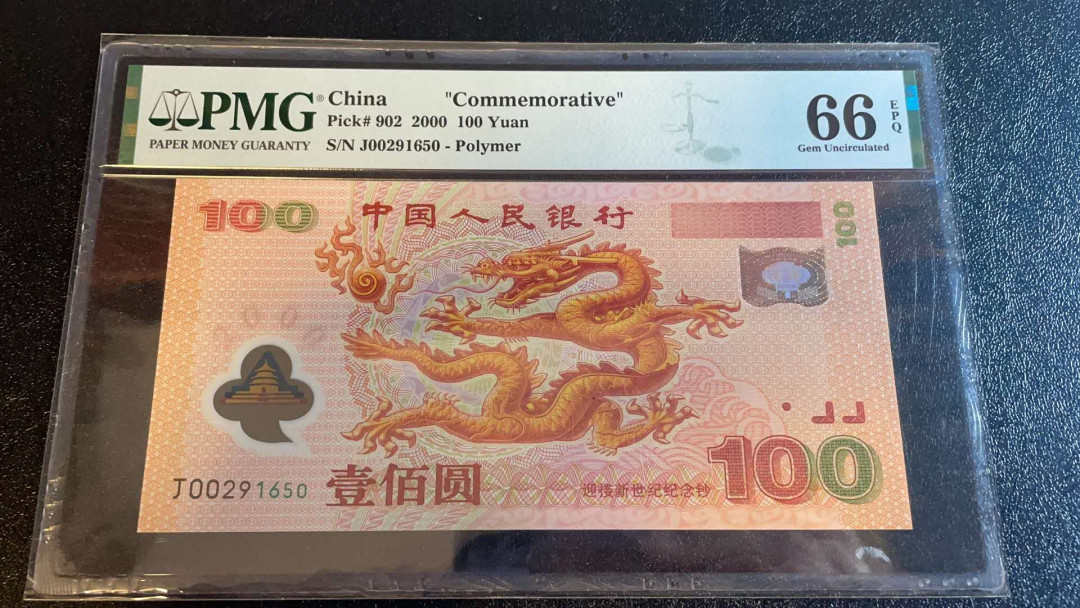 PMG® China "Commemorative"
Pick# 902 2000 100 Yuan
PAPER MONEY GUARANTY S/N J00291650 - Polymer
66 EPQ
Gem Uncirculated
100 中国人民银行 100
J00291650 壹佰圆 迎接新世纪纪念钞 100